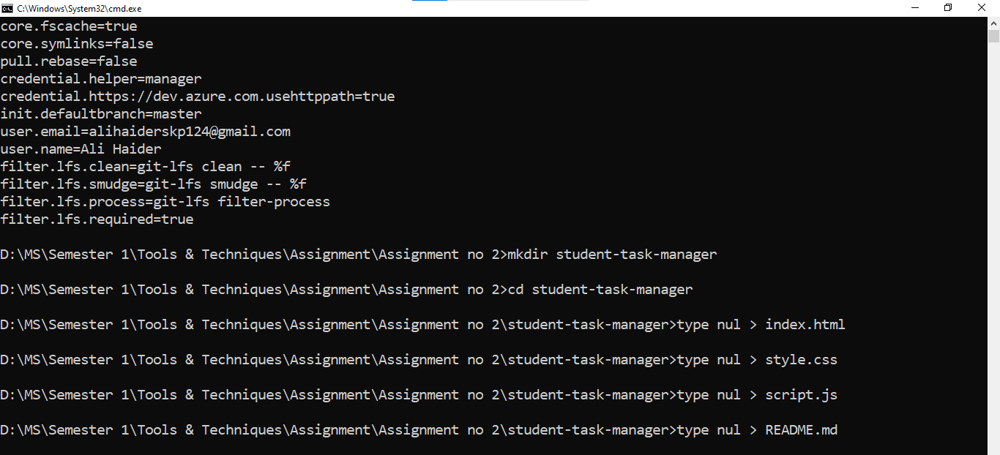 C:\Windows\System32\cmd.exe
core.fscache=true
core.symlinks=false
pull.rebase=false
credential.helper=manager
credential.https://dev.azure.com.usehttppath=true
init.defaultbranch=master
user.email=alihaiderskp124@gmail.com
user.name=Ali Haider
filter.lfs.clean=git-lfs clean -- %f
filter.lfs.smudge=git-lfs smudge -- %f
filter.lfs.process=git-lfs filter-process
filter.lfs.required=true
D:\MS\Semester 1\Tools & Techniques\Assignment\Assignment no 2>mkdir student-task-manager
D:\MS\Semester 1\Tools & Techniques\Assignment\Assignment no 2>cd student-task-manager
D:\MS\Semester 1\Tools & Techniques\Assignment\Assignment no 2\student-task-manager>type nul > index.html
D:\MS\Semester 1\Tools & Techniques\Assignment\Assignment no 2\student-task-manager>type nul > style.css
D:\MS\Semester 1\Tools & Techniques\Assignment\Assignment no 2\student-task-manager>type nul > script.js
D:\MS\Semester 1\Tools & Techniques\Assignment\Assignment no 2\student-task-manager>type nul > README.md